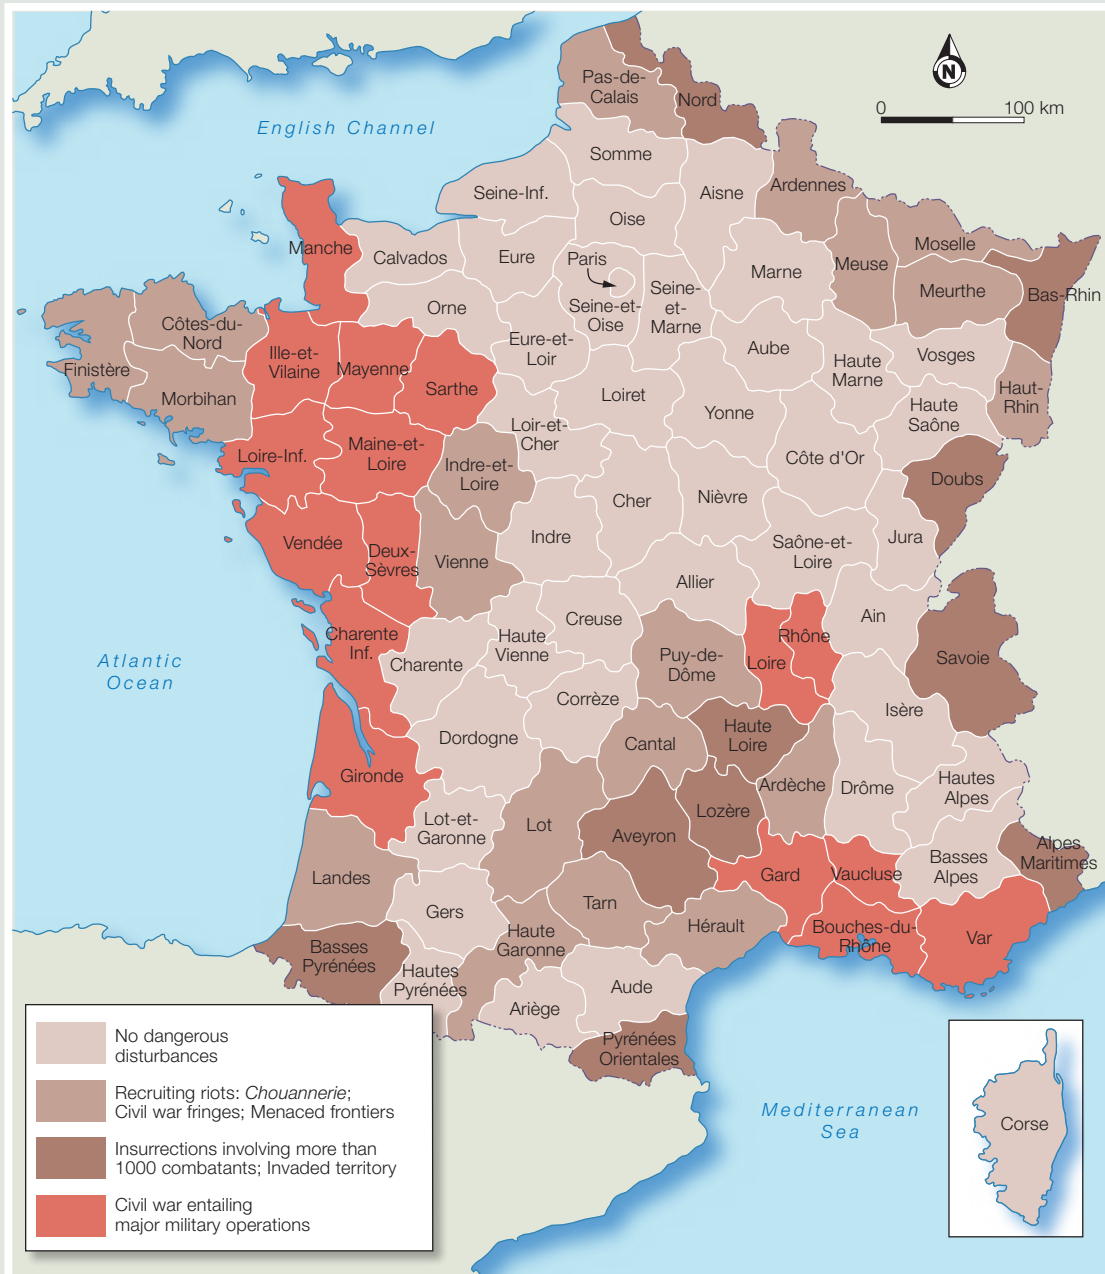 English Channel
N
0 100 km
Pas-de-
Calais
Nord
Somme
Seine-Inf.
Aisne
Ardennes
Oise
Manche
Calvados
Eure
Paris
Seine-et-
Oise
Seine-
et-
Marne
Marne
Meuse
Moselle
Meurthe
Bas-Rhin
Orne
Côtes-du-
Nord
Finistère
Morbihan
Ille-et-
Vilaine
Mayenne
Sarthe
Eure-et-
Loir
Aube
Haute
Marne
Vosges
Haut-
Rhin
Loiret
Yonne
Haute
Saône
Loir-et-
Cher
Loire-Inf.
Maine-et-
Loire
Indre-et-
Loire
Côte d'Or
Doubs
Cher
Nièvre
Vendée
Deux-
Sèvres
Vienne
Indre
Saône-et-
Loire
Jura
Allier
Charente
Inf.
Charente
Haute
Vienne
Creuse
Puy-de-
Dôme
Loire
Rhône
Ain
Savoie
Atlantic
Ocean
Corrèze
Isère
Dordogne
Gironde
Cantal
Haute
Loire
Ardèche
Drôme
Hautes
Alpes
Lot-et-
Garonne
Lot
Aveyron
Lozère
Alpes
Maritimes
Landes
Gers
Tarn
Gard
Vaucluse
Basses
Alpes
Basses
Pyrénées
Hautes
Pyrénées
Haute
Garonne
Hérault
Bouches-du-
Rhône
Var
Ariège
Aude
Pyrénées
Orientales
Mediterranean
Sea
Corse
No dangerous
disturbances
Recruiting riots: Chouannerie;
Civil war fringes; Menaced frontiers
Insurrections involving more than
1000 combatants; Invaded territory
Civil war entailing
major military operations